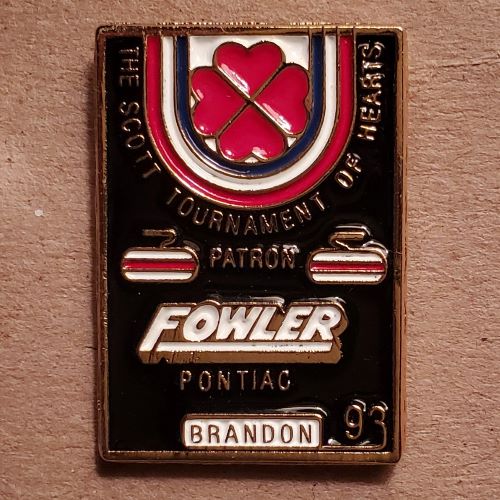 THE SCOTT TOURNAMENT OF HEARTS
PATRON
FOWLER
PONTIAC
BRANDON
93